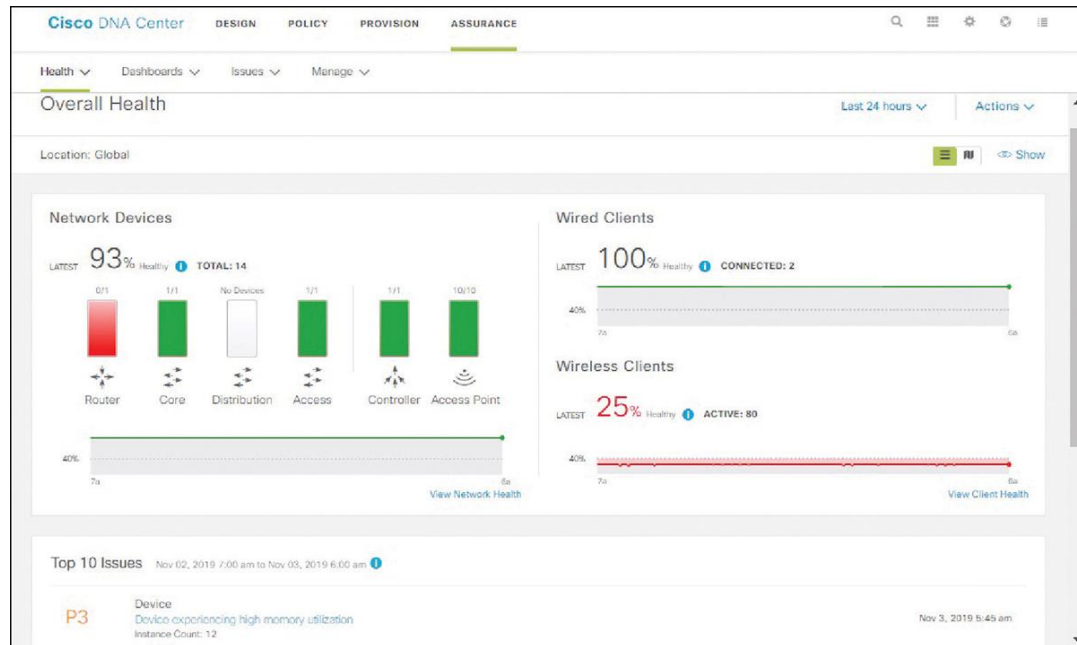 Cisco DNA Center DESIGN POLICY PROVISION ASSURANCE
Health Dashboards Issues Manage
Overall Health Last 24 hours Actions
Location: Global Show
Network Devices
LATEST 93% Healthy TOTAL: 14
0/1 1/1 No Devices 1/1 1/1 10/10
Router Core Distribution Access Controller Access Point
40%
7a 6a
View Network Health
Wired Clients
LATEST 100% Healthy CONNECTED: 2
40%
7a 6a
Wireless Clients
LATEST 25% Healthy ACTIVE: 80
40%
7a 6a
View Client Health
Top 10 Issues Nov 02, 2019 7:00 am to Nov 03, 2019 6:00 am
P3
Device
Device experiencing high memory utilization
Instance Count: 12
Nov 3, 2019 5:45 am